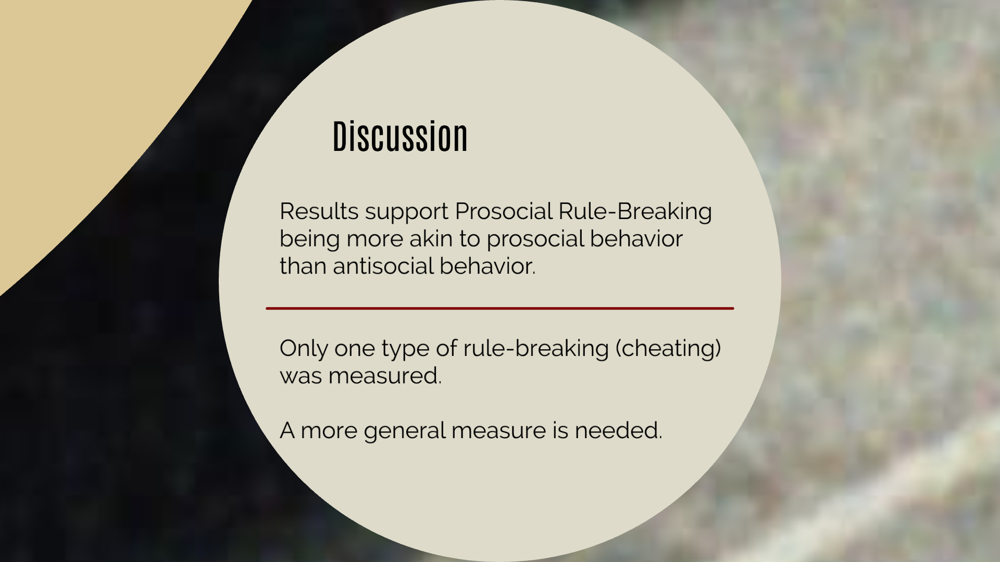 Discussion
Results support Prosocial Rule-Breaking
being more akin to prosocial behavior
than antisocial behavior.
Only one type of rule-breaking (cheating)
was measured.
A more general measure is needed.